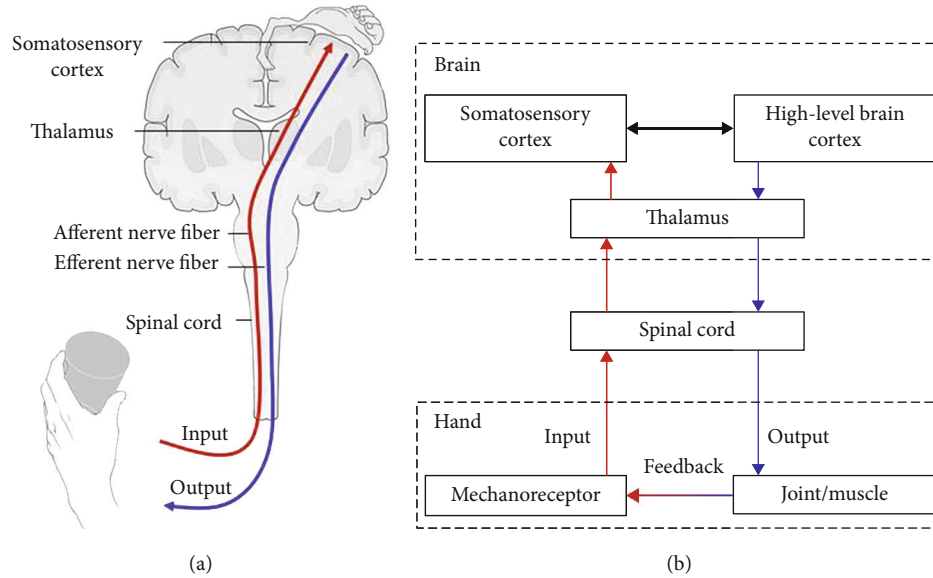 Somatosensory
cortex
Thalamus
Afferent nerve fiber
Efferent nerve fiber
Spinal cord
Input
Output
(a)
Brain
Somatosensory
cortex
High-level brain
cortex
Thalamus
Spinal cord
Hand
Input
Output
Feedback
Mechanoreceptor
Joint/muscle
(b)